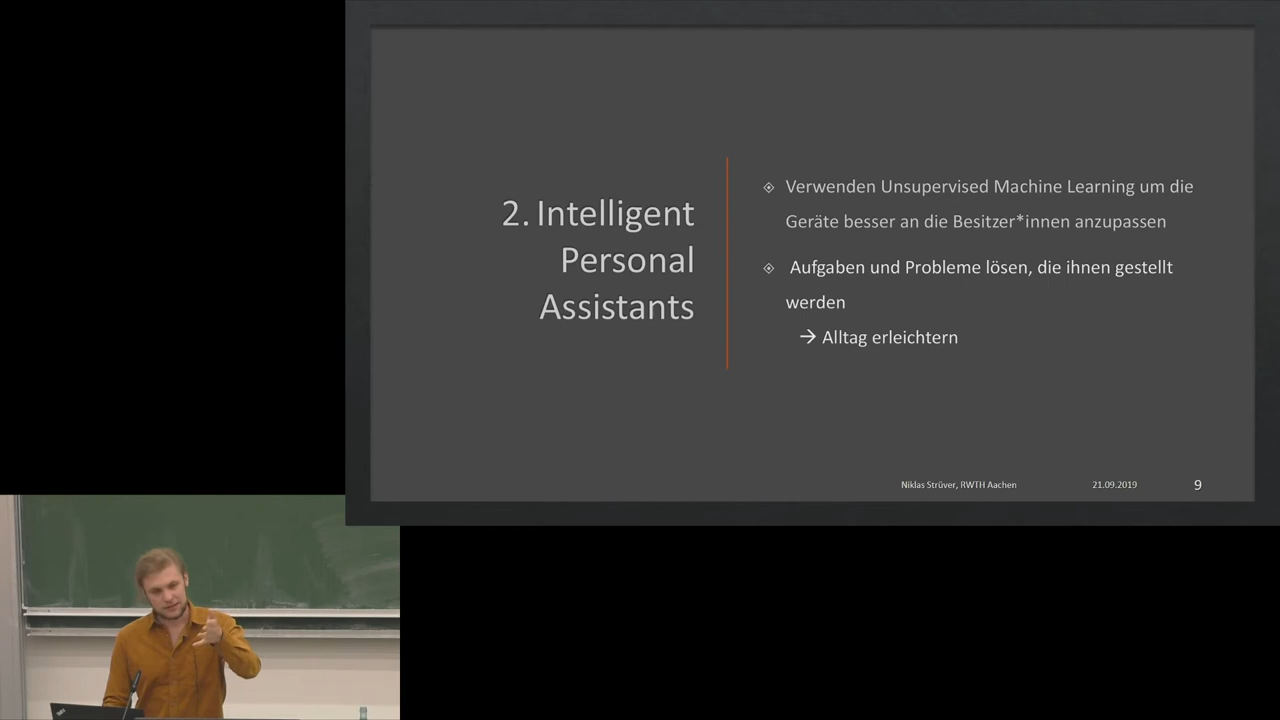 2. Intelligent
Personal
Assistants
Verwenden Unsupervised Machine Learning um die
Geräte besser an die Besitzer*innen anzupassen
Aufgaben und Probleme lösen, die ihnen gestellt
werden
→ Alltag erleichtern
Niklas Strüver, RWTH Aachen
21.09.2019
9